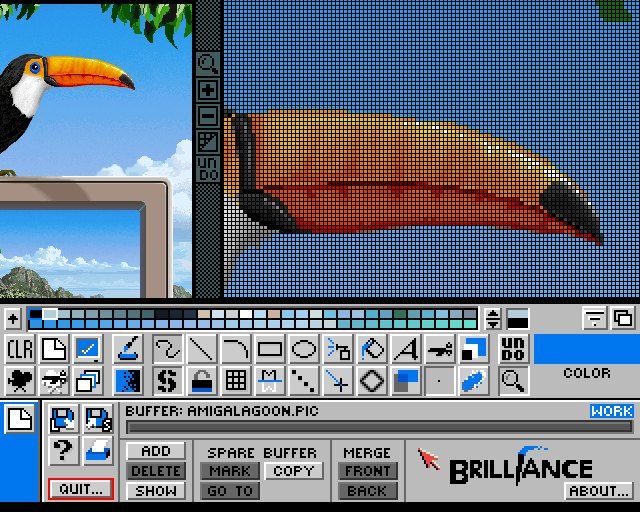 UN
DO
CLR
A
UN
DO
$
COLOR
BUFFER: AMIGALAGOON.PIC
WORK
?
ADD
SPARE BUFFER
MERGE
DELETE
MARK
COPY
FRONT
QUIT...
SHOW
GO TO
BACK
BRILLIANCE
ABOUT...